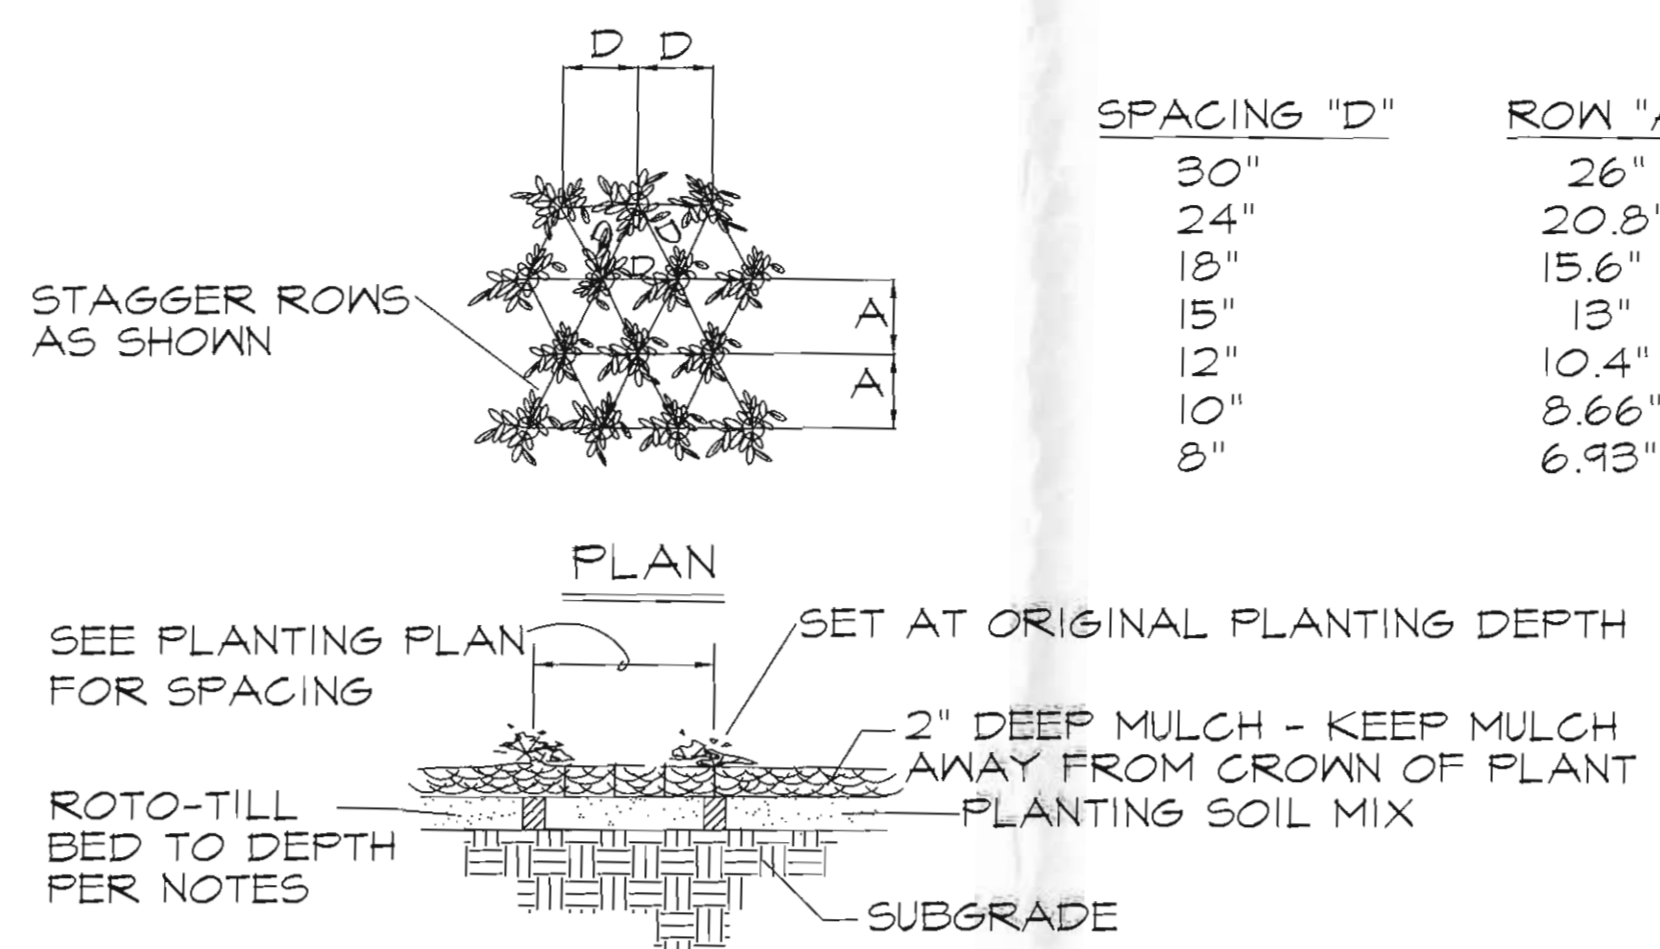 D D
SPACING "D" ROW "A
30" 26"
24" 20.8"
18" 15.6"
15" 13"
12" 10.4"
10" 8.66"
8" 6.93"
D D
D
STAGGER ROWS
AS SHOWN
A
A
PLAN
SEE PLANTING PLAN
FOR SPACING
SET AT ORIGINAL PLANTING DEPTH
2" DEEP MULCH - KEEP MULCH
AWAY FROM CROWN OF PLANT
ROTO-TILL
BED TO DEPTH
PER NOTES
PLANTING SOIL MIX
SUBGRADE